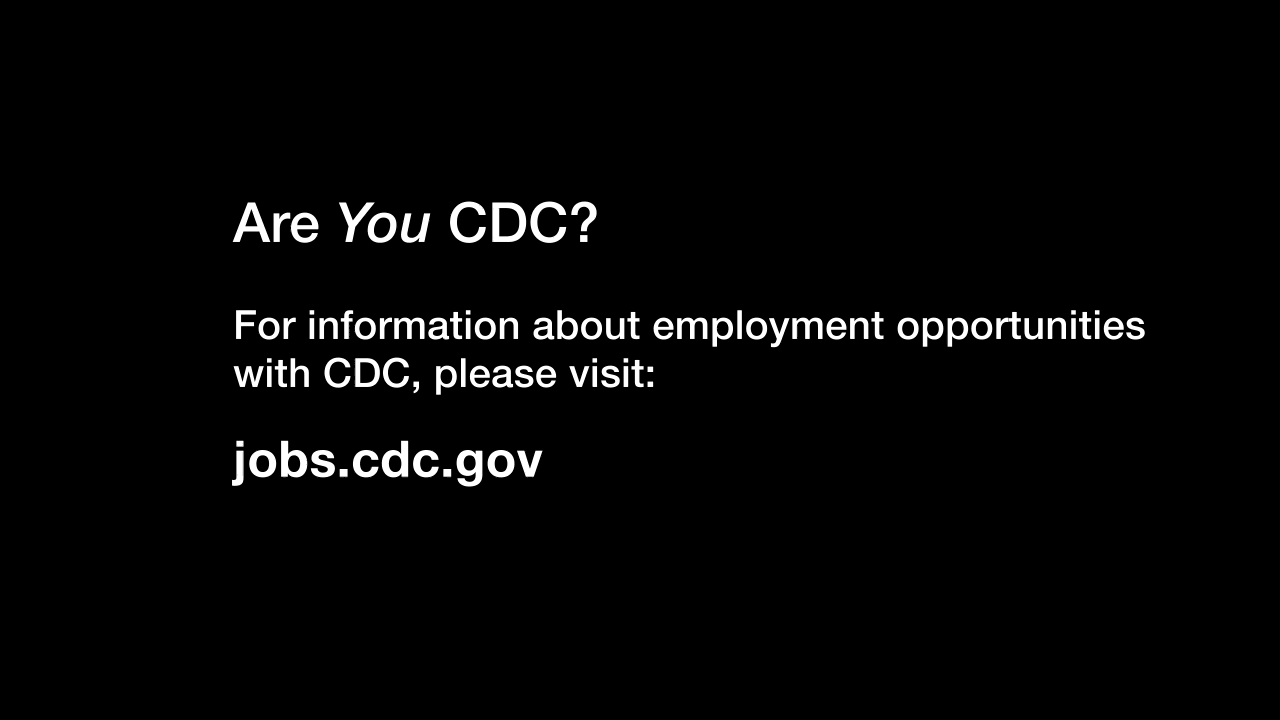 Are You CDC?
For information about employment opportunities
with CDC, please visit:
jobs.cdc.gov